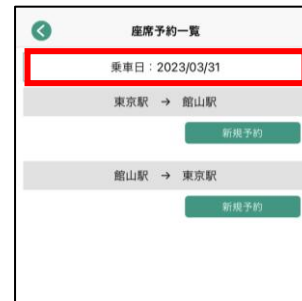 座席予約一覧
乗車日：2023/03/31
東京駅 → 館山駅
新規予約
館山駅 → 東京駅
新規予約